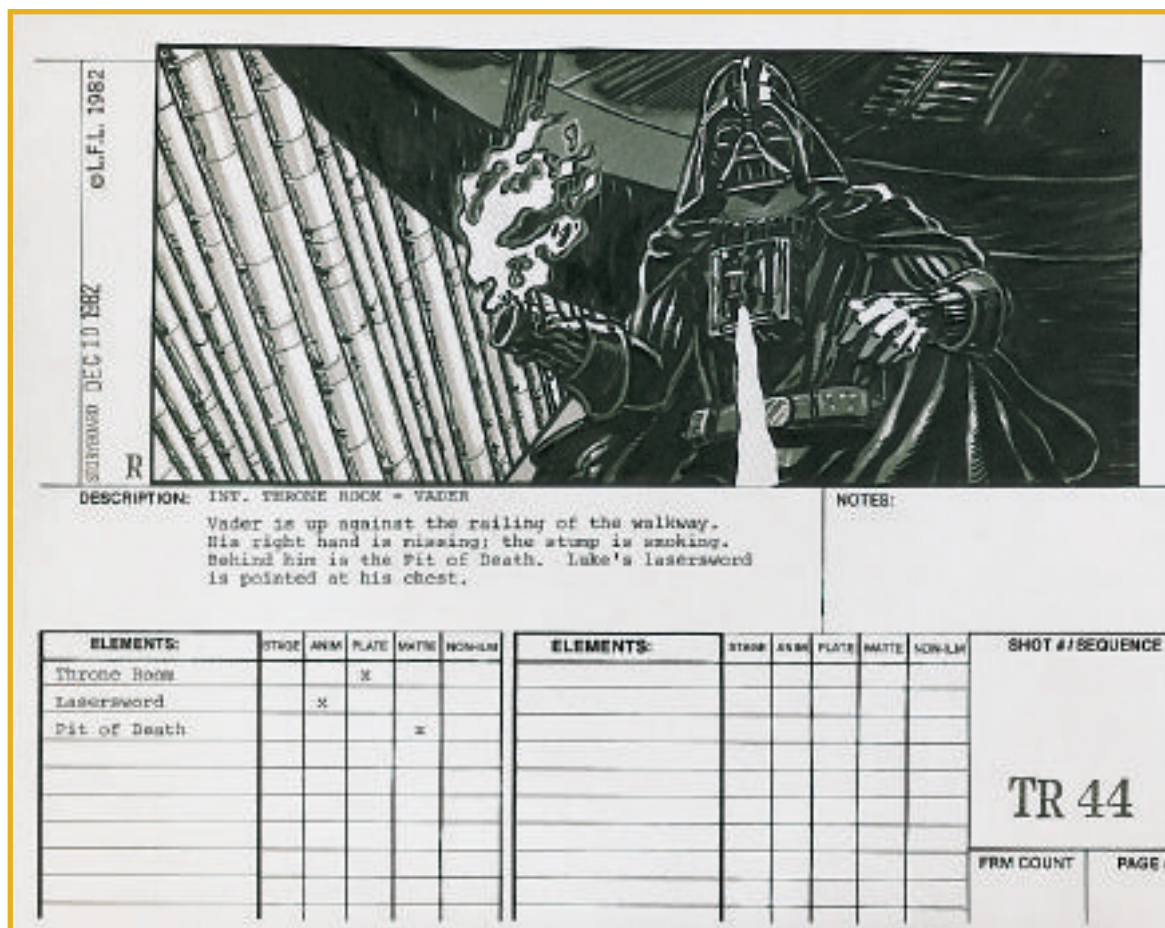 ©L.F.L. 1982
STORYBOARD DEC 10 1982
R
DESCRIPTION: INT. THRONE ROOM - VADER
Vader is up against the railing of the walkway.
His right hand is missing; the stump is smoking.
Behind him is the Pit of Death. Luke's lasersword
is pointed at his chest.
NOTES:
ELEMENTS: STAGE ANIM PLATE MATTE NON-ILM
Throne Room x
Lasersword x
Pit of Death x
ELEMENTS: STAGE ANIM PLATE MATTE NON-ILM
SHOT # / SEQUENCE
TR 44
FRM COUNT
PAGE